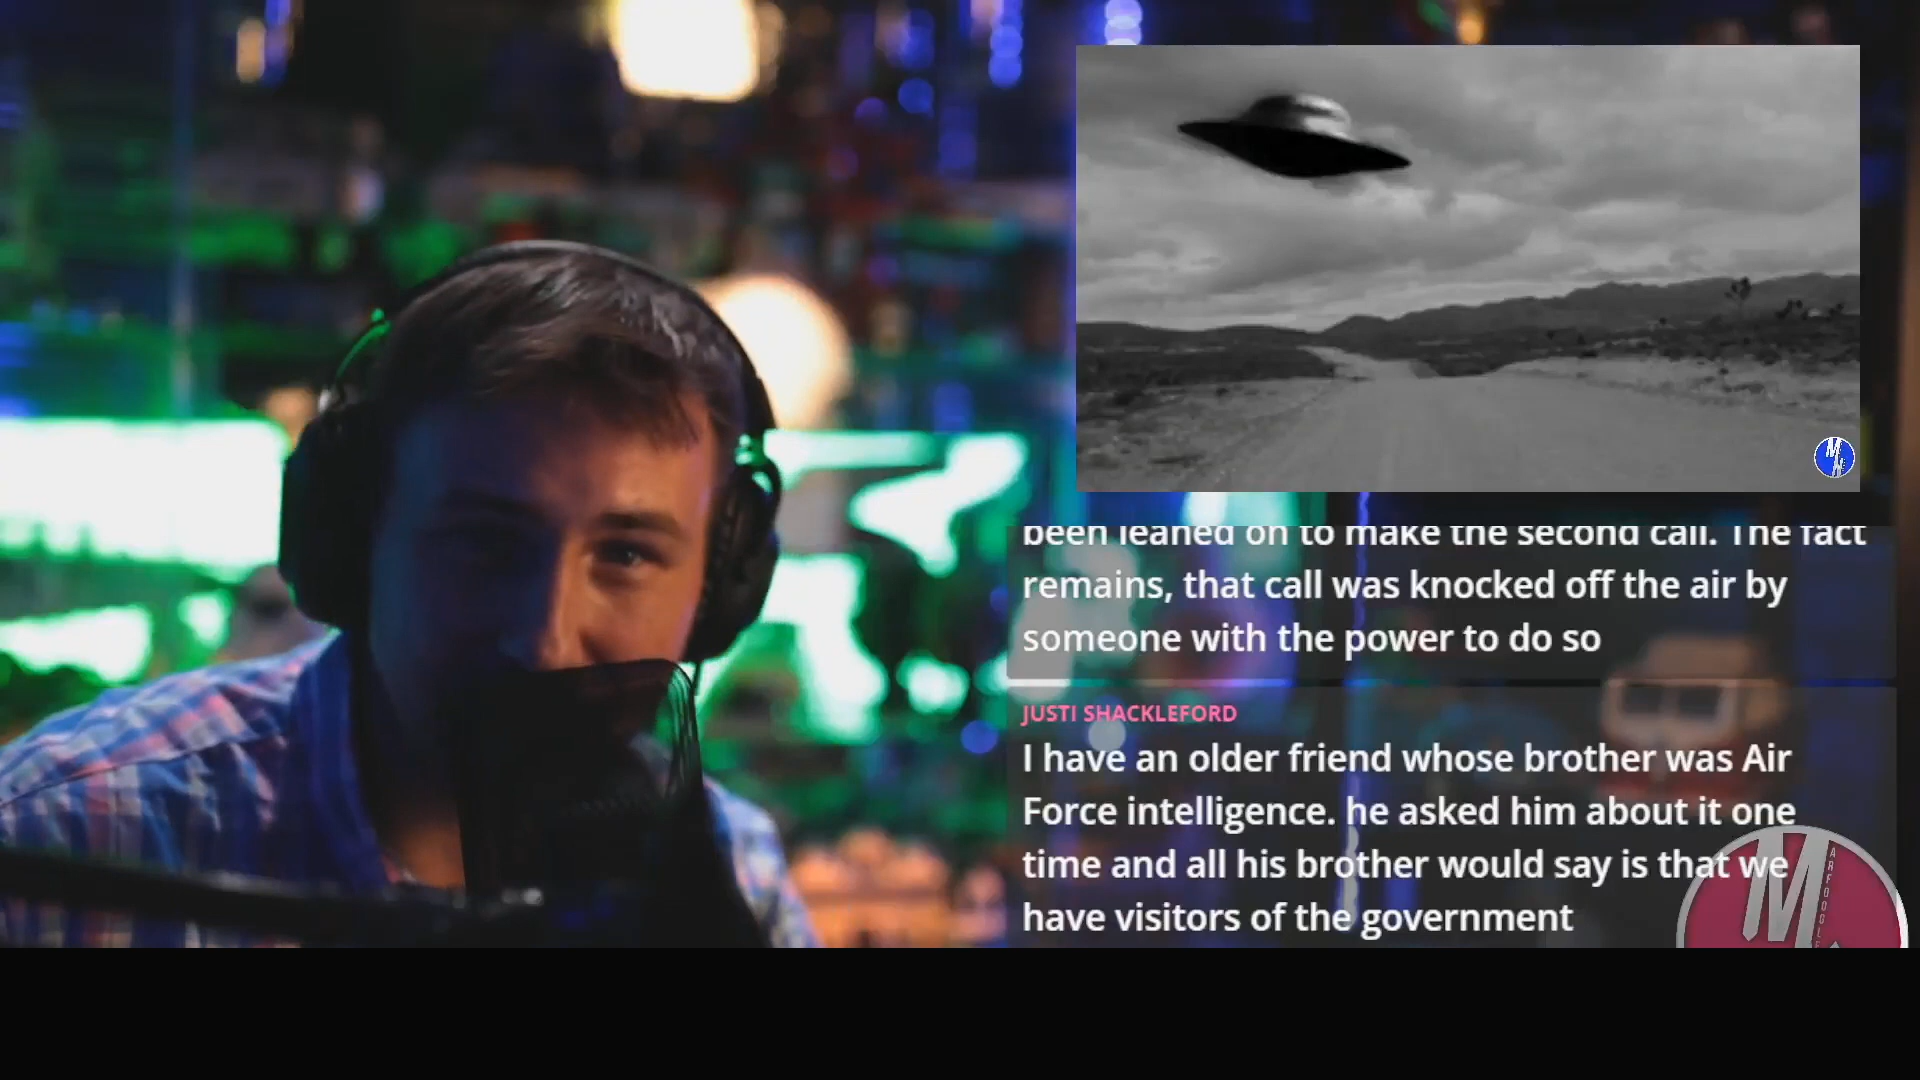 been leaned on to make the second call. The fact
remains, that call was knocked off the air by
someone with the power to do so
JUSTI SHACKLEFORD
I have an older friend whose brother was Air
Force intelligence. he asked him about it one
time and all his brother would say is that we
have visitors of the government